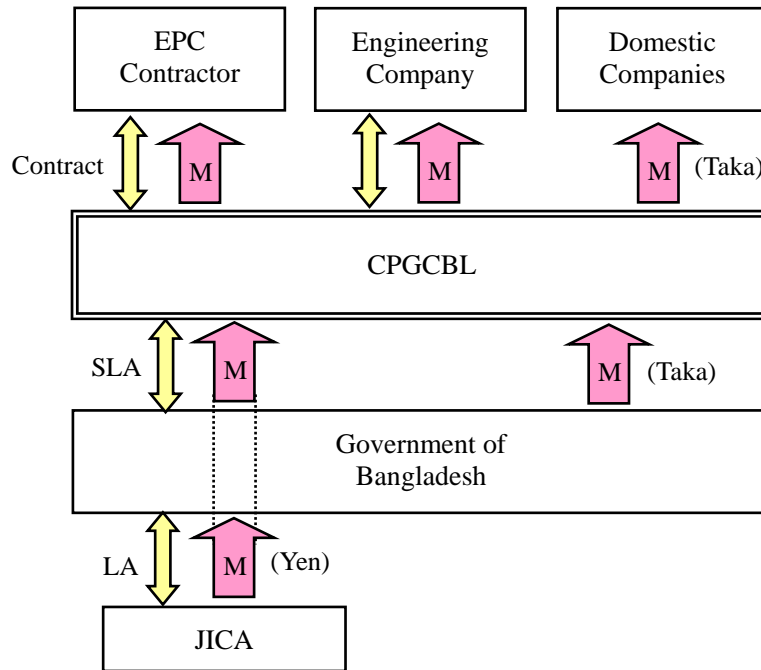 EPC
Contractor
Engineering
Company
Domestic
Companies
Contract
M
M
M
(Taka)
CPGCBL
SLA
M
M
(Taka)
Government of
Bangladesh
LA
M
(Yen)
JICA